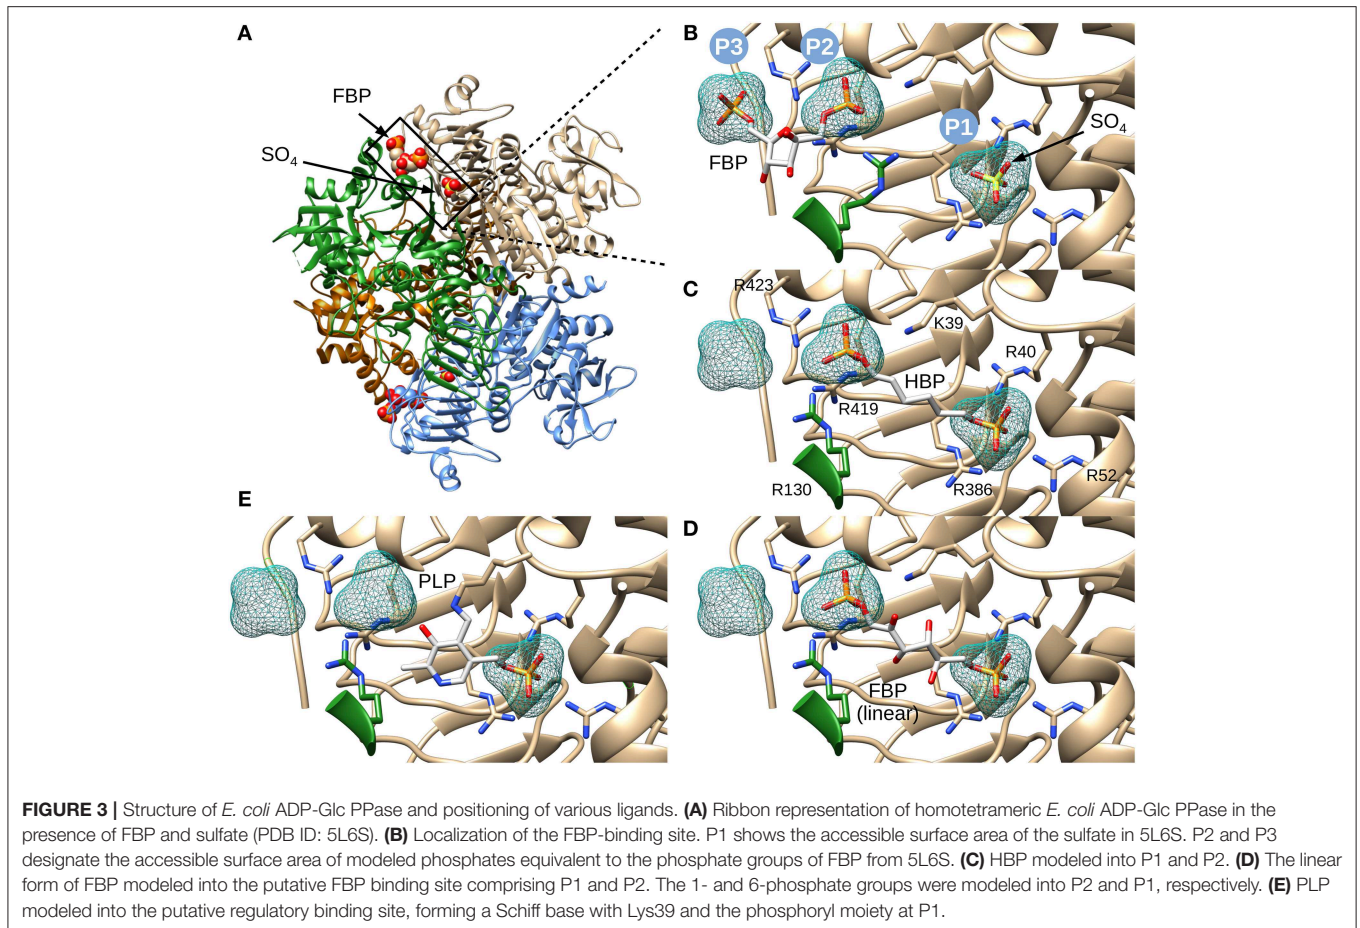 A
FBP
SO4
B
P3
P2
P1
SO4
FBP
C
R423
K39
R40
HBP
R419
R130
R386
R52
E
PLP
D
FBP
(linear)
FIGURE 3 | Structure of E. coli ADP-Glc PPase and positioning of various ligands. (A) Ribbon representation of homotetrameric E. coli ADP-Glc PPase in the
presence of FBP and sulfate (PDB ID: 5L6S). (B) Localization of the FBP-binding site. P1 shows the accessible surface area of the sulfate in 5L6S. P2 and P3
designate the accessible surface area of modeled phosphates equivalent to the phosphate groups of FBP from 5L6S. (C) HBP modeled into P1 and P2. (D) The linear
form of FBP modeled into the putative FBP binding site comprising P1 and P2. The 1- and 6-phosphate groups were modeled into P2 and P1, respectively. (E) PLP
modeled into the putative regulatory binding site, forming a Schiff base with Lys39 and the phosphoryl moiety at P1.